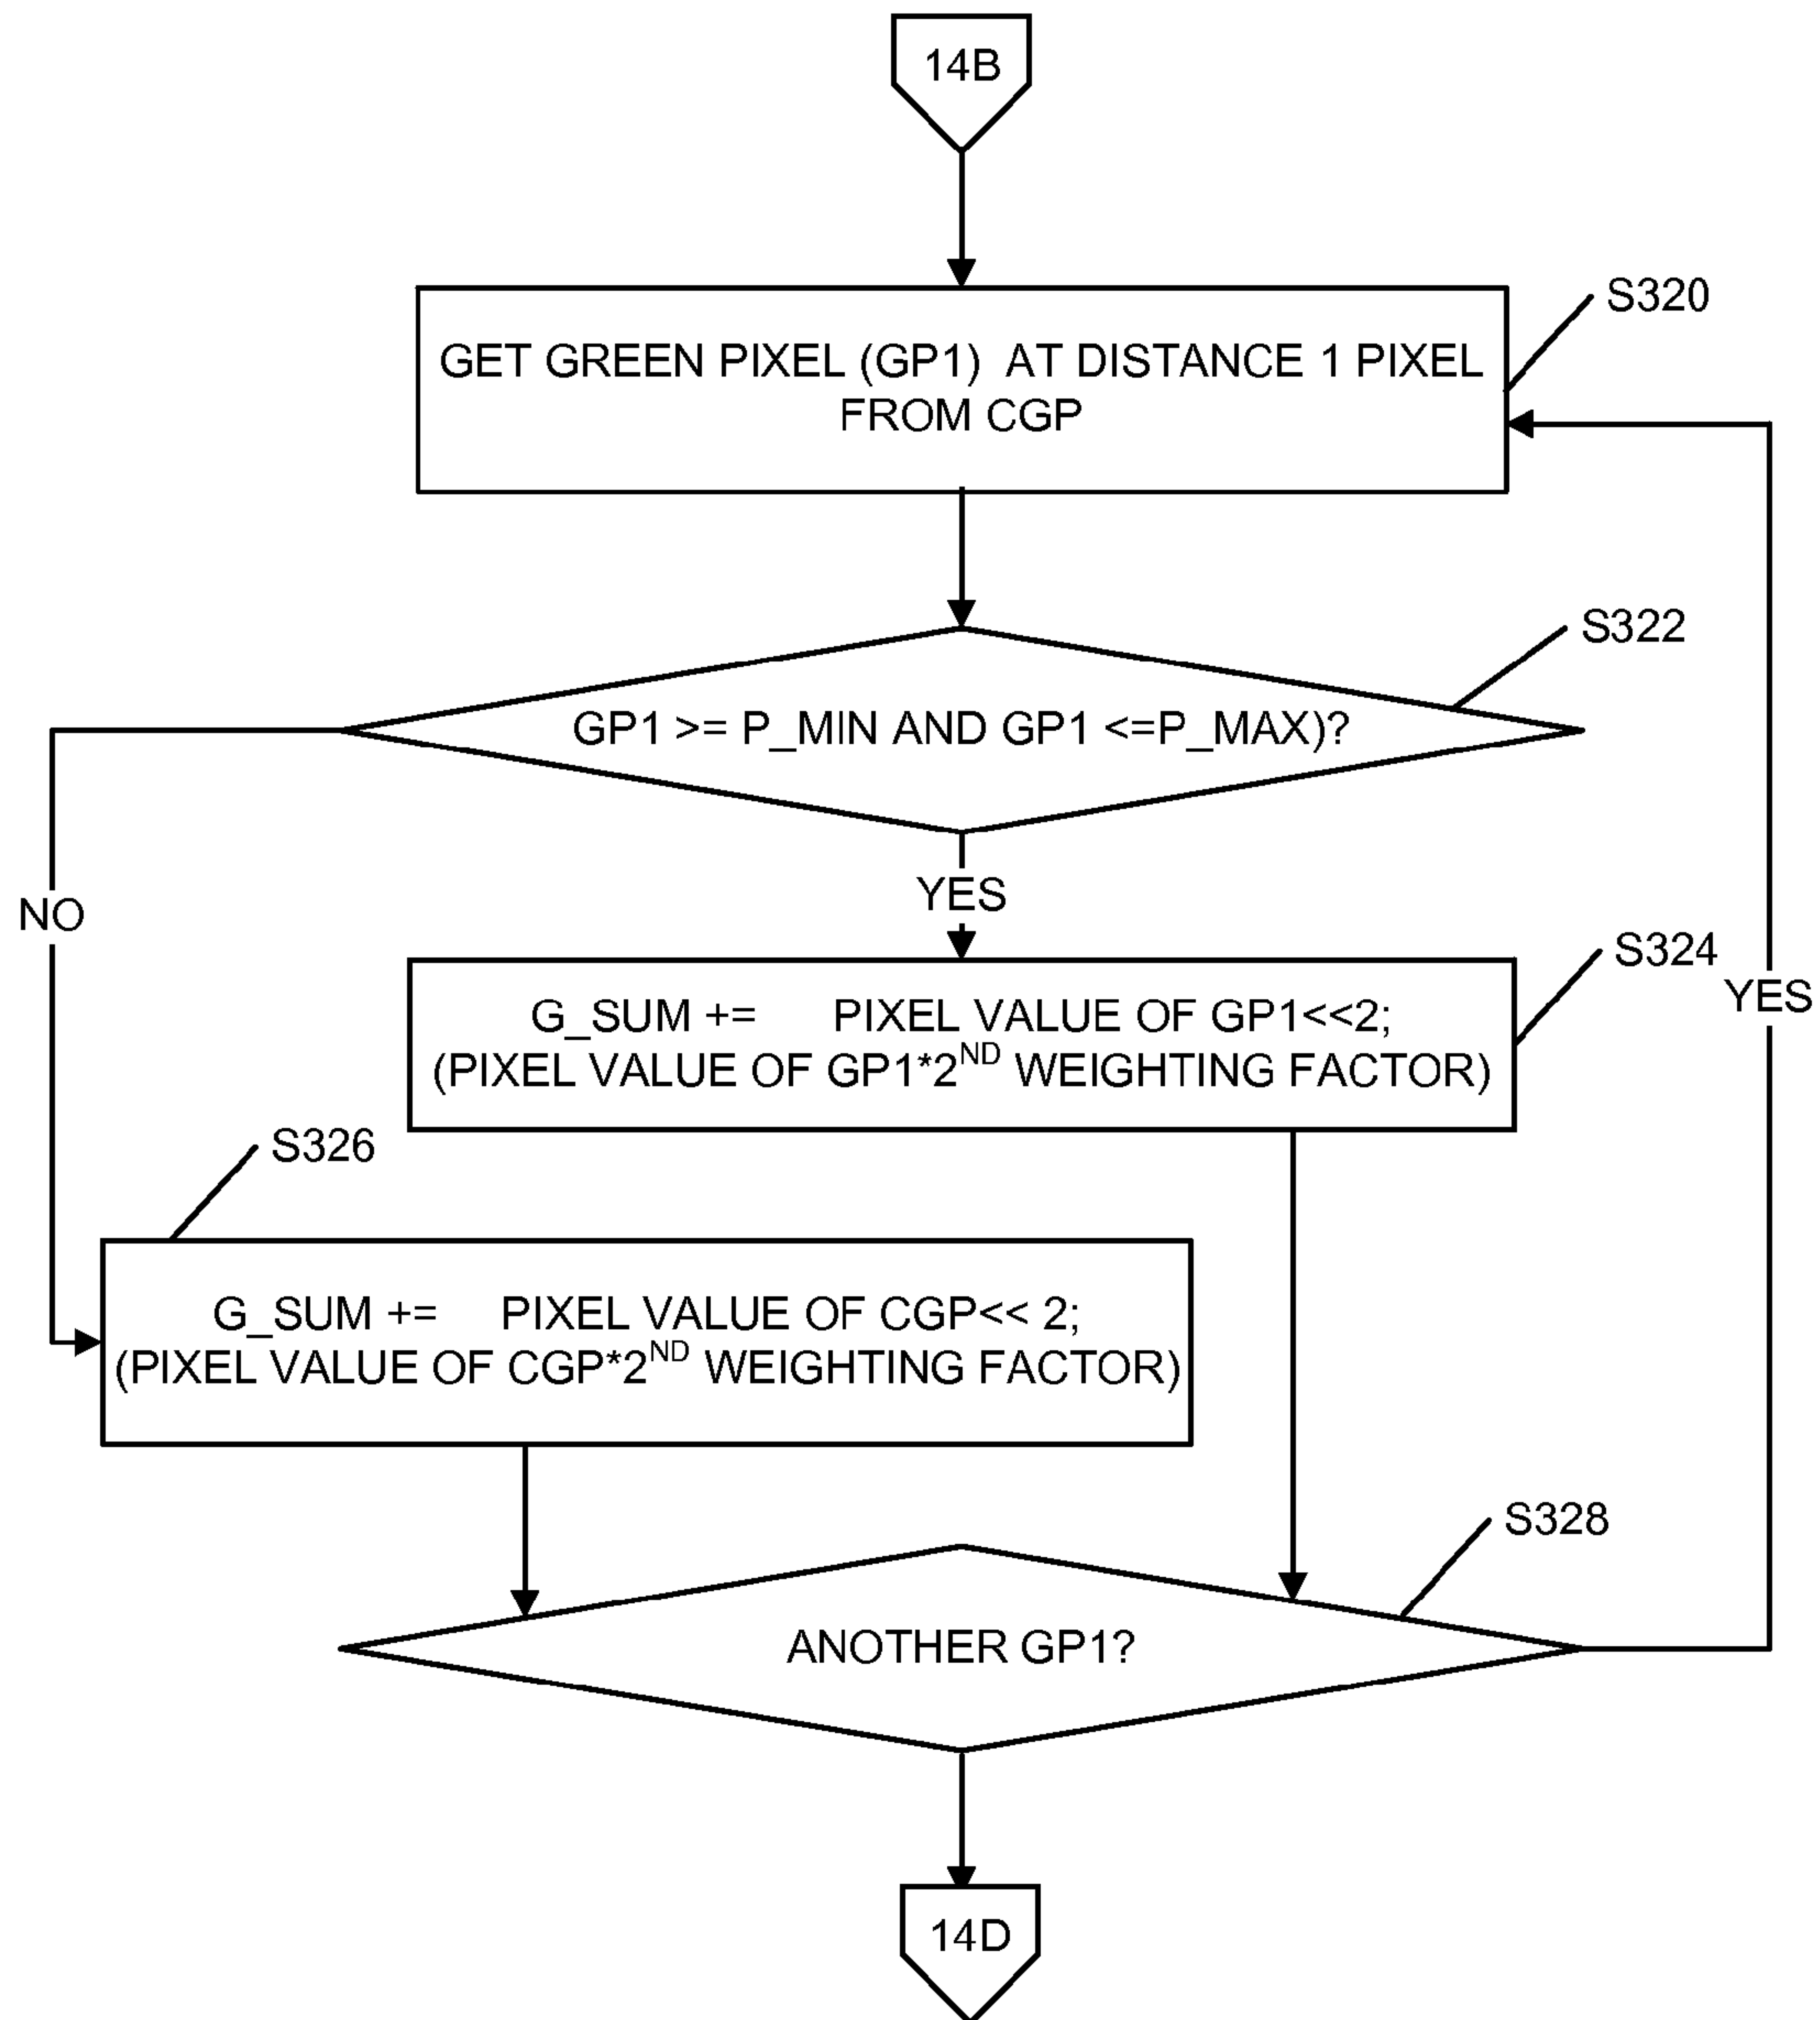 14B
S320
GET GREEN PIXEL (GP1) AT DISTANCE 1 PIXEL
FROM CGP
S322
GP1 >= P_MIN AND GP1 <=P_MAX)?
NO
YES
S324
YES
G_SUM += PIXEL VALUE OF GP1<<2;
(PIXEL VALUE OF GP1*2ND WEIGHTING FACTOR)
S326
G_SUM += PIXEL VALUE OF CGP<< 2;
(PIXEL VALUE OF CGP*2ND WEIGHTING FACTOR)
S328
ANOTHER GP1?
14D